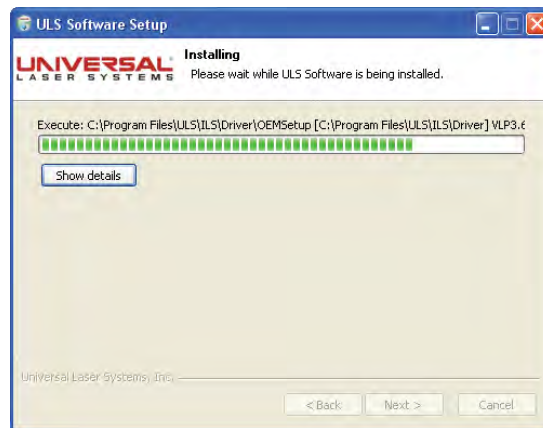 ULS Software Setup
UNIVERSAL
LASER SYSTEMS
Installing
Please wait while ULS Software is being installed.
Execute: C:\Program Files\ULS\ILS\Driver\OEMSetup [C:\Program Files\ULS\ILS\Driver] VLP3.6
Show details
Universal Laser Systems, Inc.
< Back
Next >
Cancel